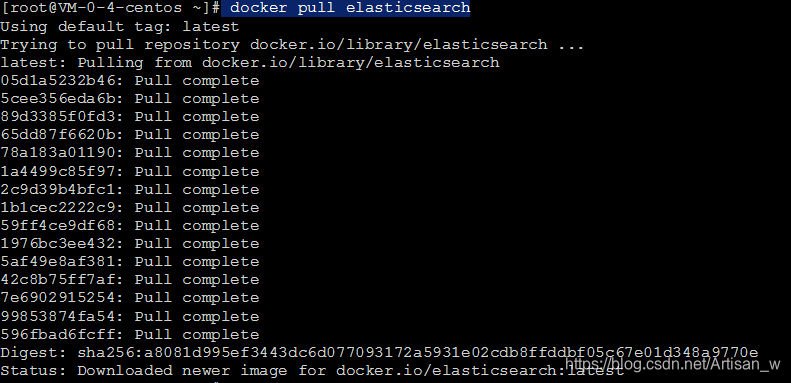 [root@VM-0-4-centos ~]# docker pull elasticsearch
Using default tag: latest
Trying to pull repository docker.io/library/elasticsearch ...
latest: Pulling from docker.io/library/elasticsearch
05d1a5232b46: Pull complete
5cee356eda6b: Pull complete
89d3385f0fd3: Pull complete
65dd87f6620b: Pull complete
78a183a01190: Pull complete
1a4499c85f97: Pull complete
2c9d39b4bfc1: Pull complete
1b1cec2222c9: Pull complete
59ff4ce9df68: Pull complete
1976bc3ee432: Pull complete
5af49e8af381: Pull complete
42c8b75ff7af: Pull complete
7e6902915254: Pull complete
99853874fa54: Pull complete
596fbad6fcff: Pull complete
Digest: sha256:a8081d995ef3443dc6d077093172a5931e02cdb8ffddbf05c67e01d348a9770e
Status: Downloaded newer image for docker.io/elasticsearch:latest
https://blog.csdn.net/Artisan_w